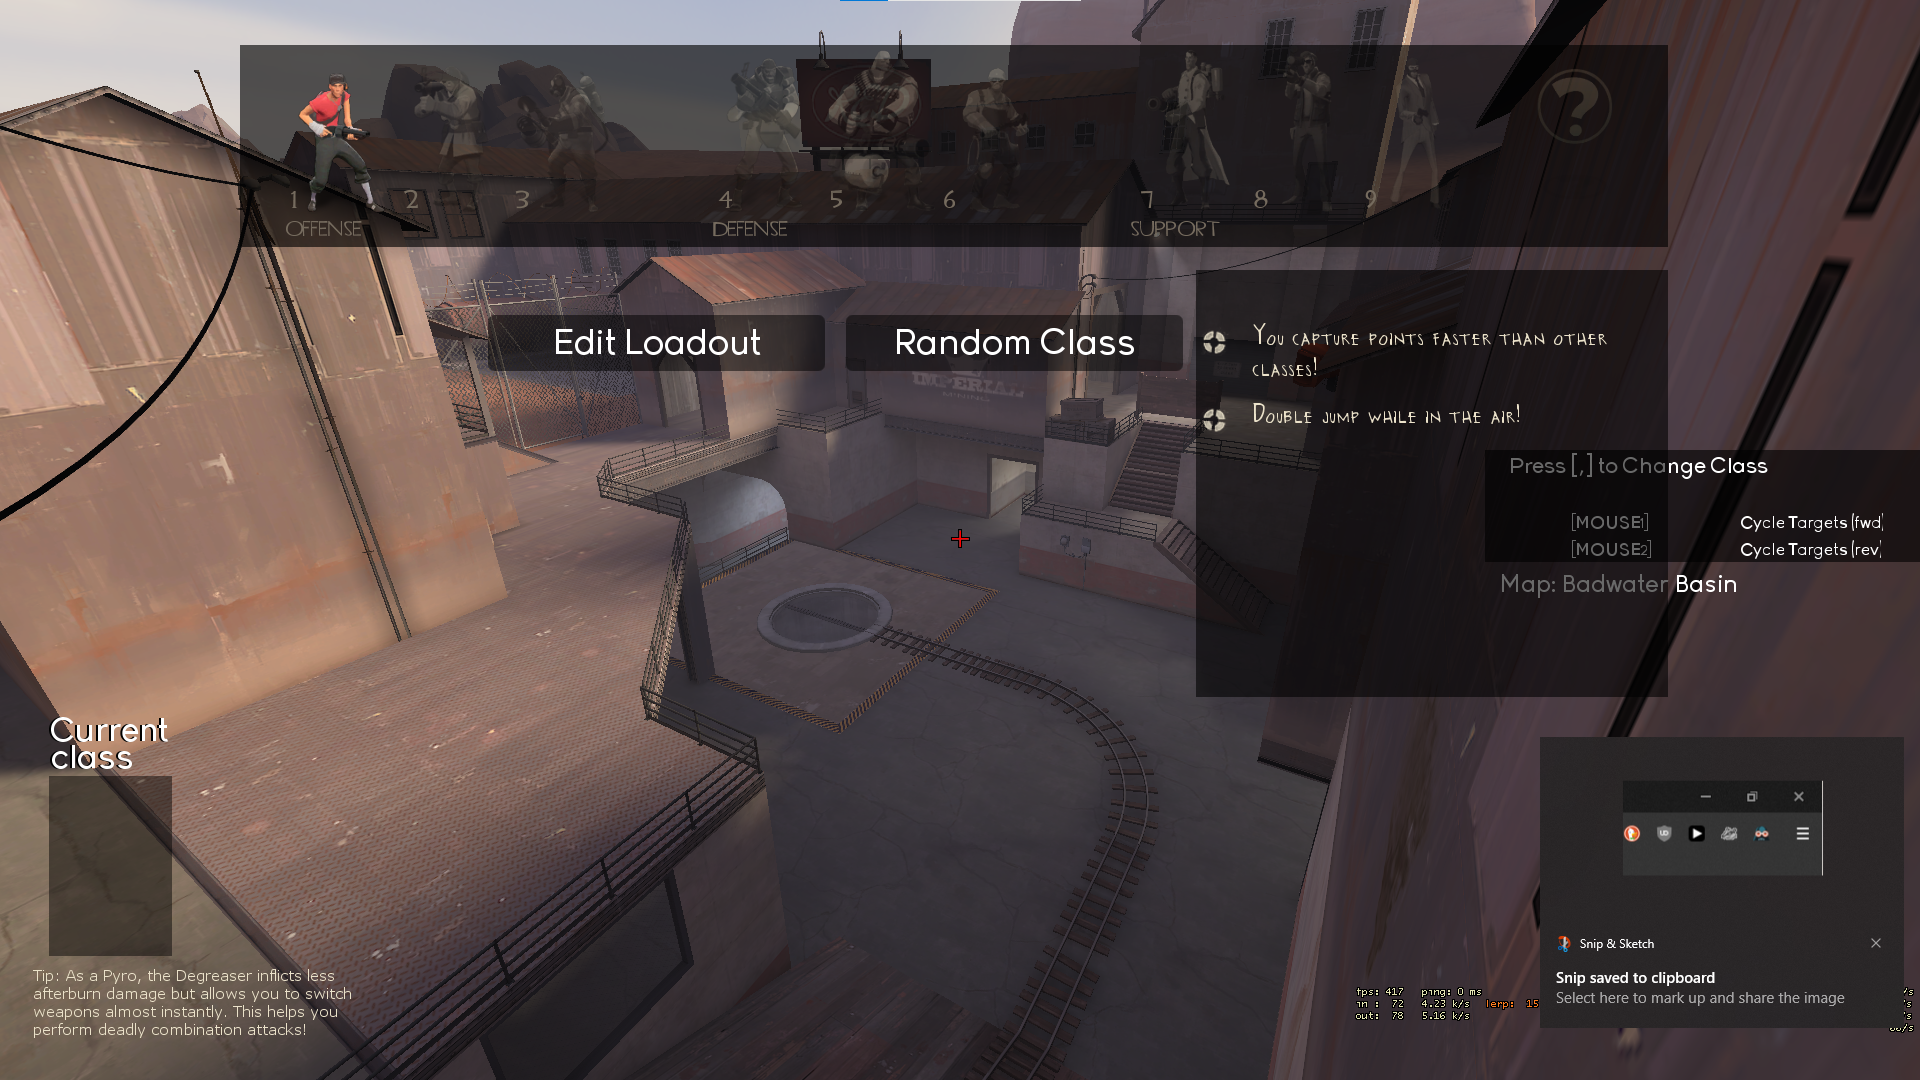 1
2
3
4
5
6
7
8
9
?
OFFENSE
DEFENSE
SUPPORT
Edit Loadout
Random Class
IMPERIAL
MINING
You capture points faster than other
classes!
Double jump while in the air!
Press [,] to Change Class
[MOUSE1] Cycle Targets (fwd)
[MOUSE2] Cycle Targets (rev)
Map: Badwater Basin
Current
class
Tip: As a Pyro, the Degreaser inflicts less
afterburn damage but allows you to switch
weapons almost instantly. This helps you
perform deadly combination attacks!
Snip & Sketch
Snip saved to clipboard
Select here to mark up and share the image
fps: 417 ping: 0 ms
in : 72 4.23 k/s lerp: 15
out: 78 5.16 k/s